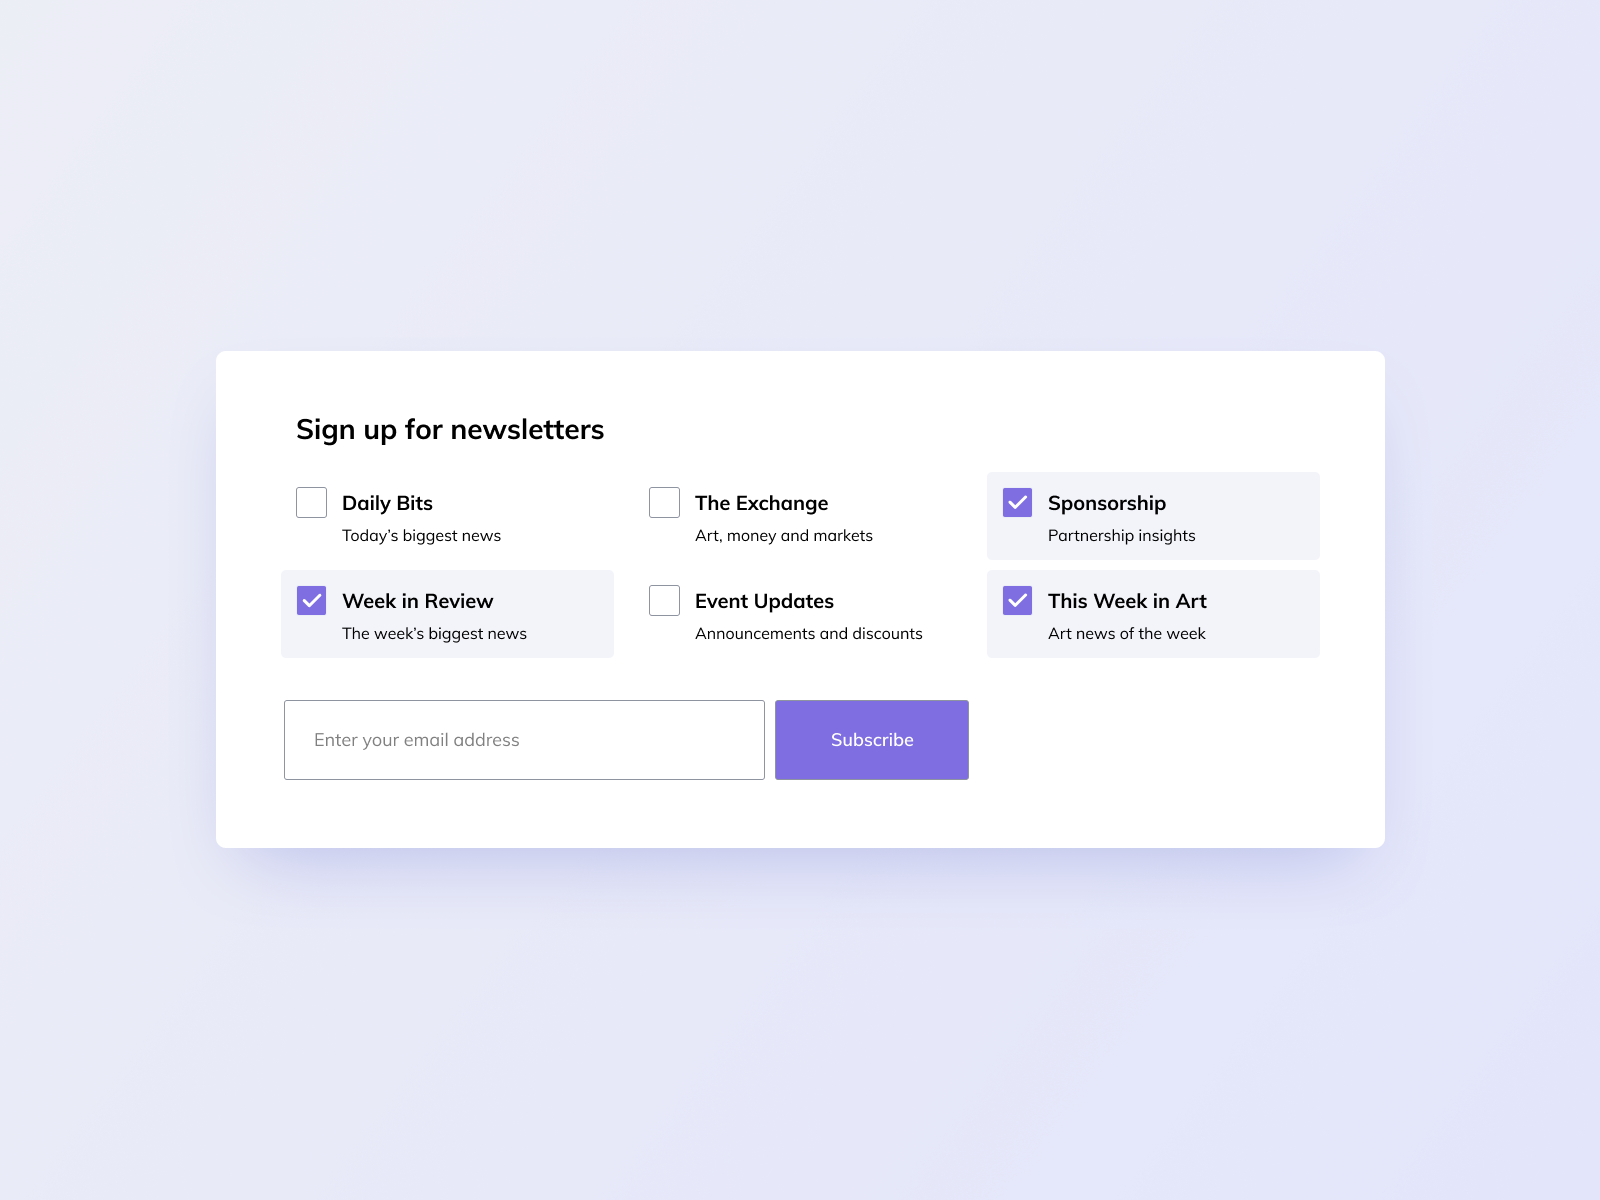 Sign up for newsletters
Daily Bits
Today’s biggest news
The Exchange
Art, money and markets
Sponsorship
Partnership insights
Week in Review
The week’s biggest news
Event Updates
Announcements and discounts
This Week in Art
Art news of the week
Enter your email address
Subscribe